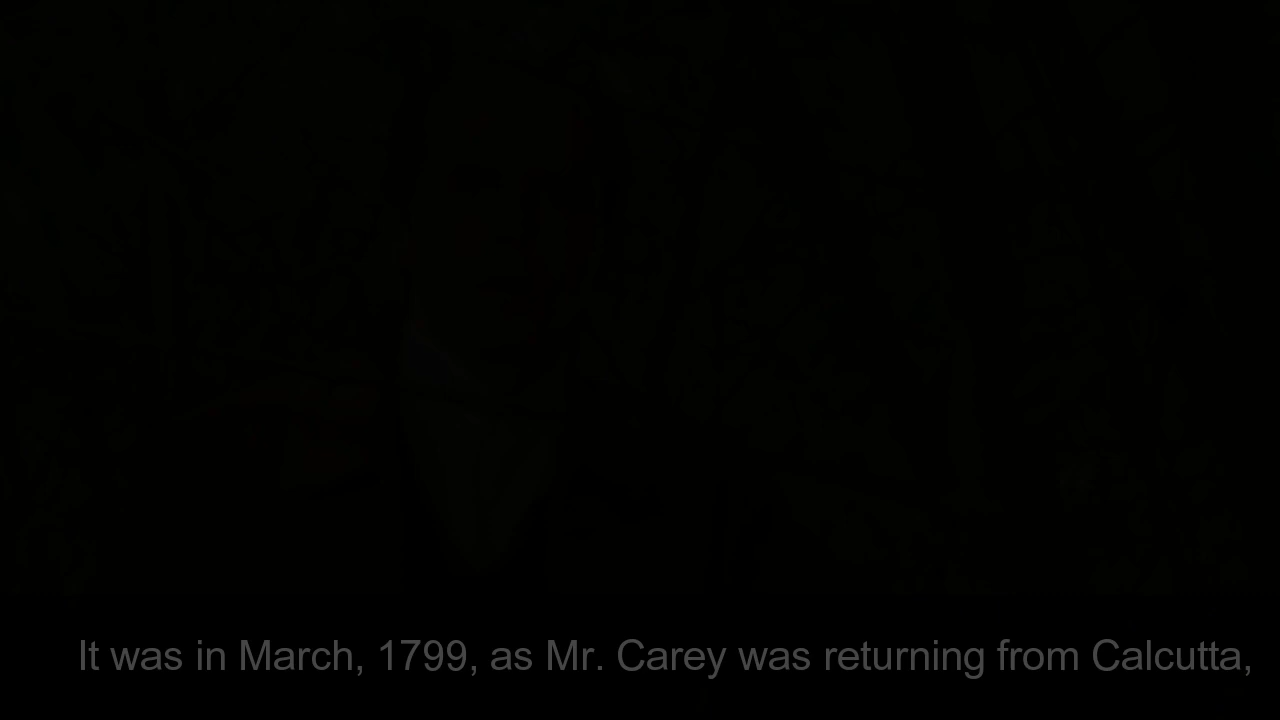 It was in March, 1799, as Mr. Carey was returning from Calcutta,